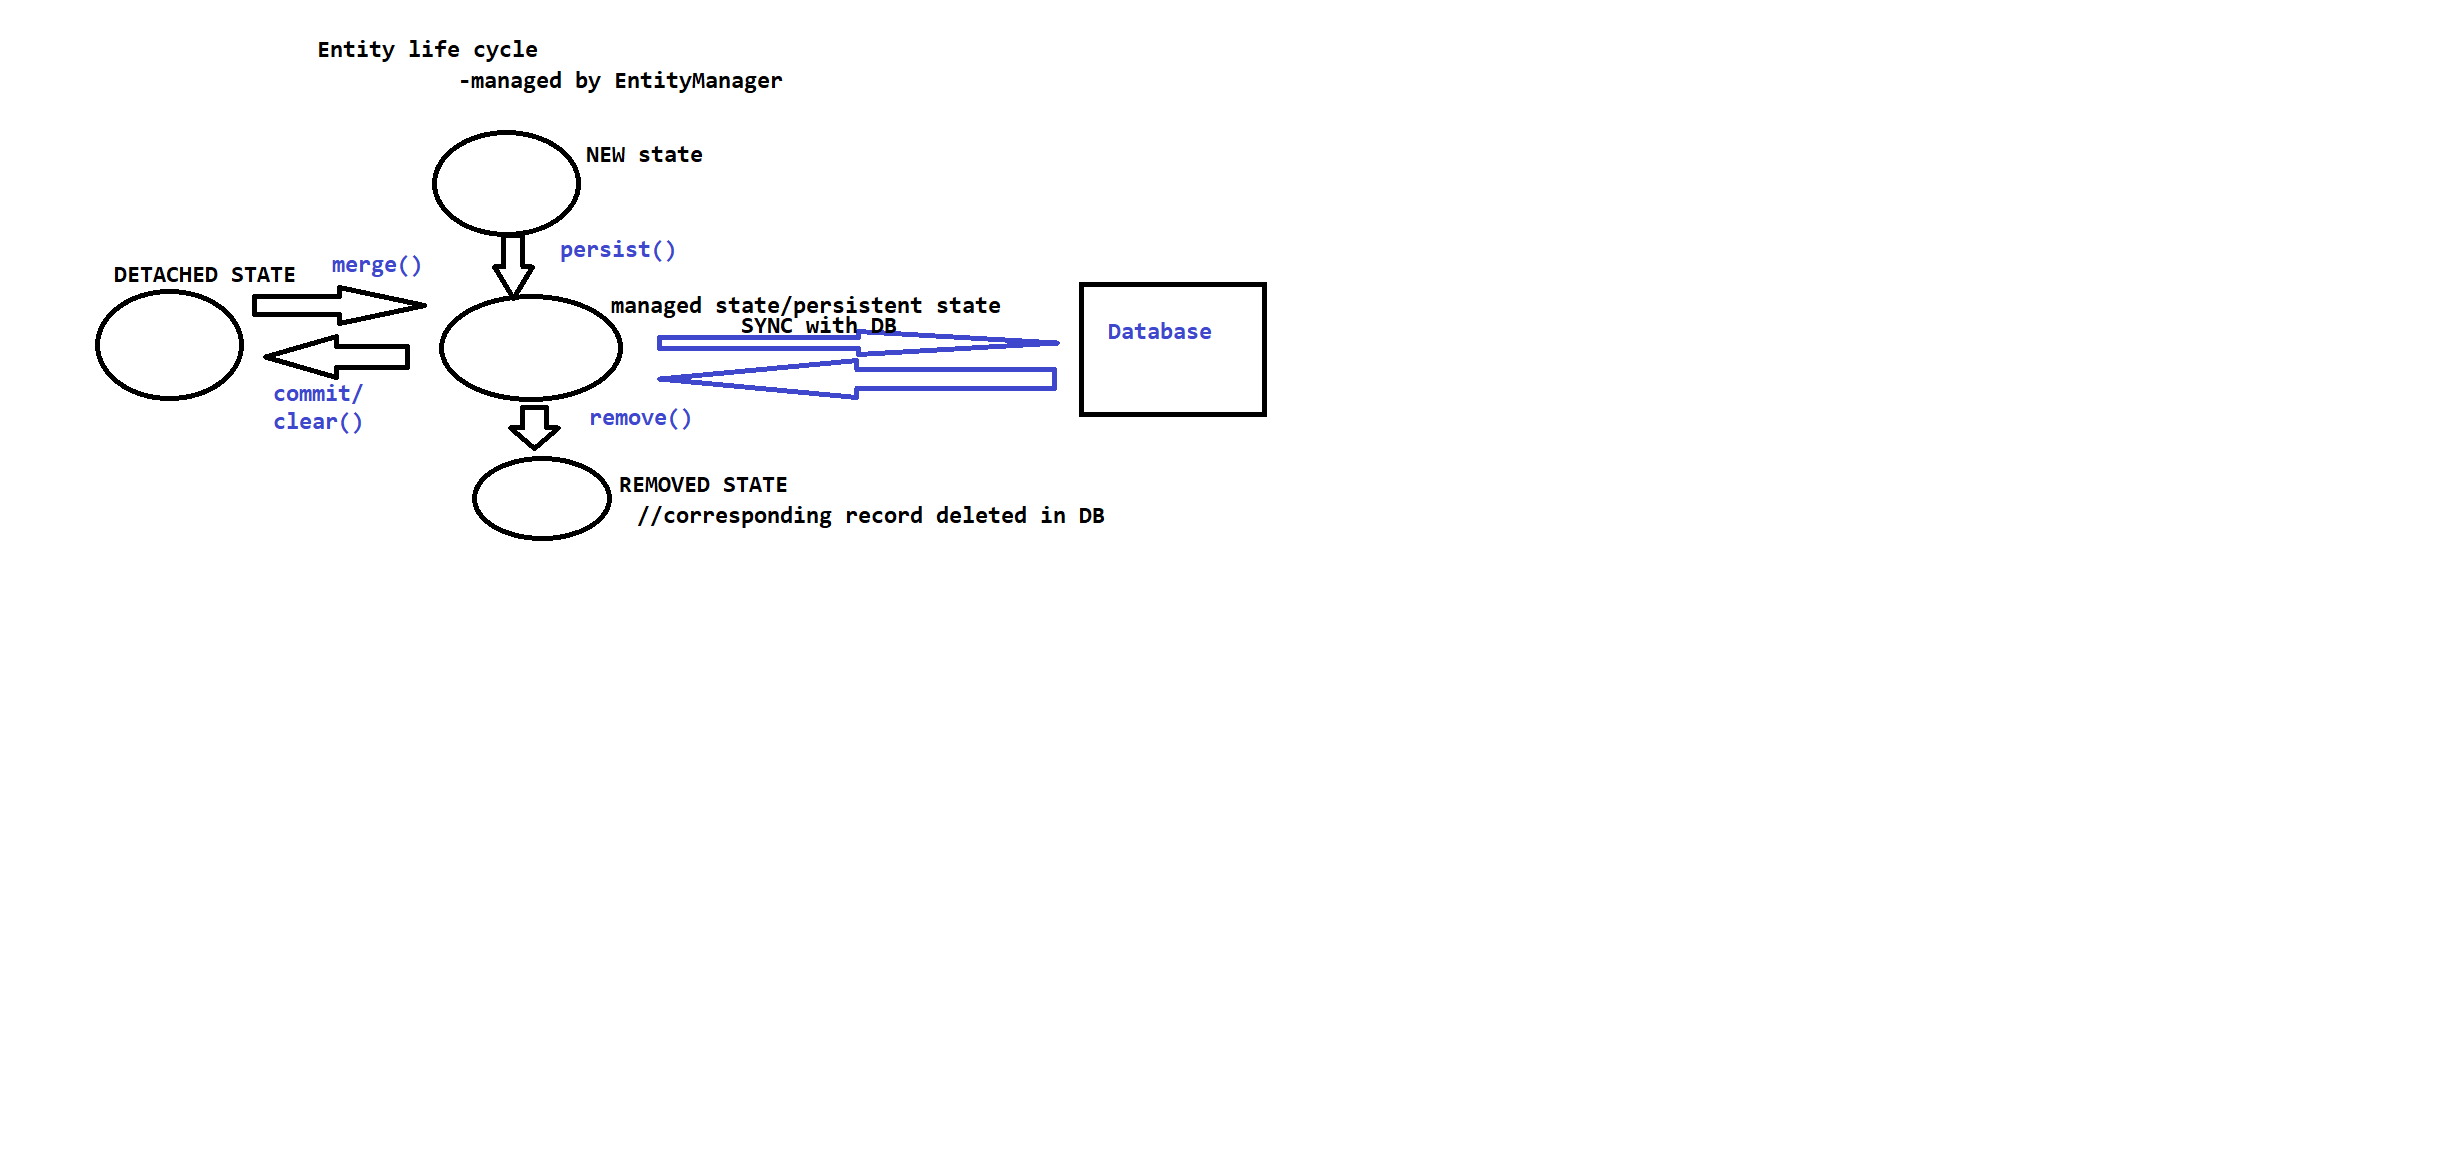 Entity life cycle
-managed by EntityManager
NEW state
persist()
DETACHED STATE
merge()
managed state/persistent state
SYNC with DB
Database
commit/
clear()
remove()
REMOVED STATE
//corresponding record deleted in DB